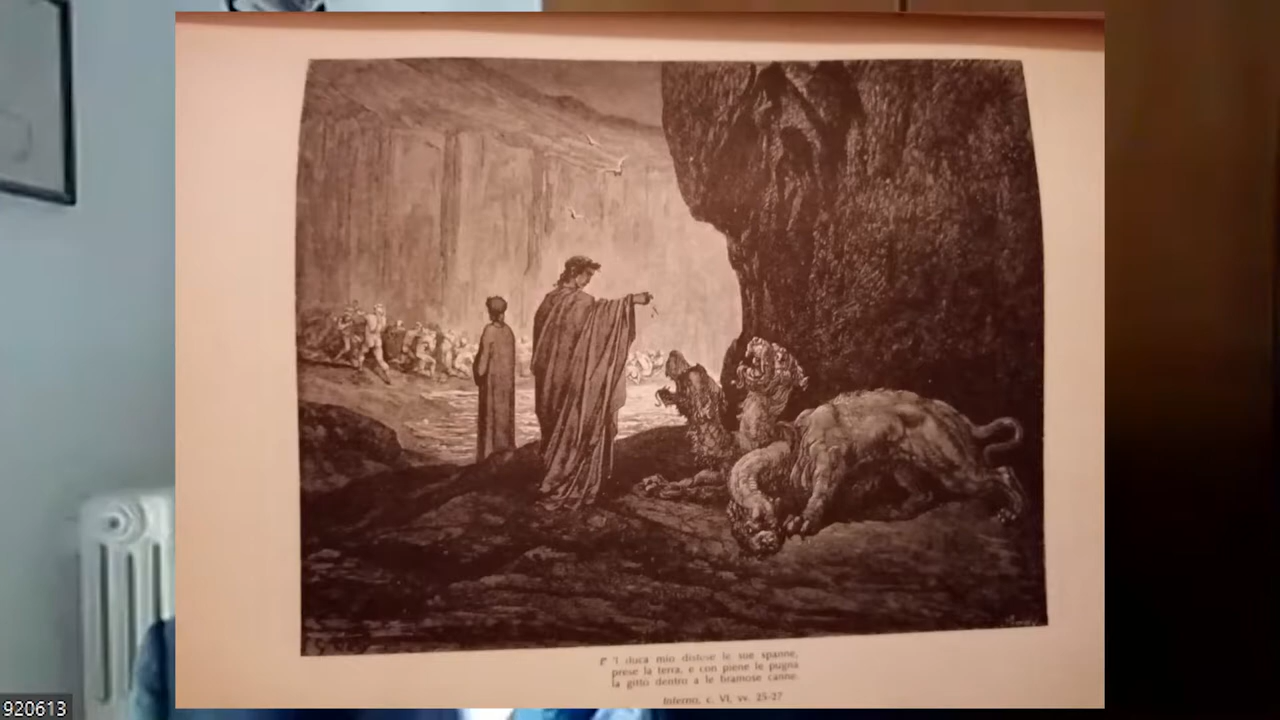 E 'l duca mio distese le sue spanne,
prese la terra, e con piene le pugna
la gittò dentro a le bramose canne.
Inferno, c. VI, vv. 25-27
920613